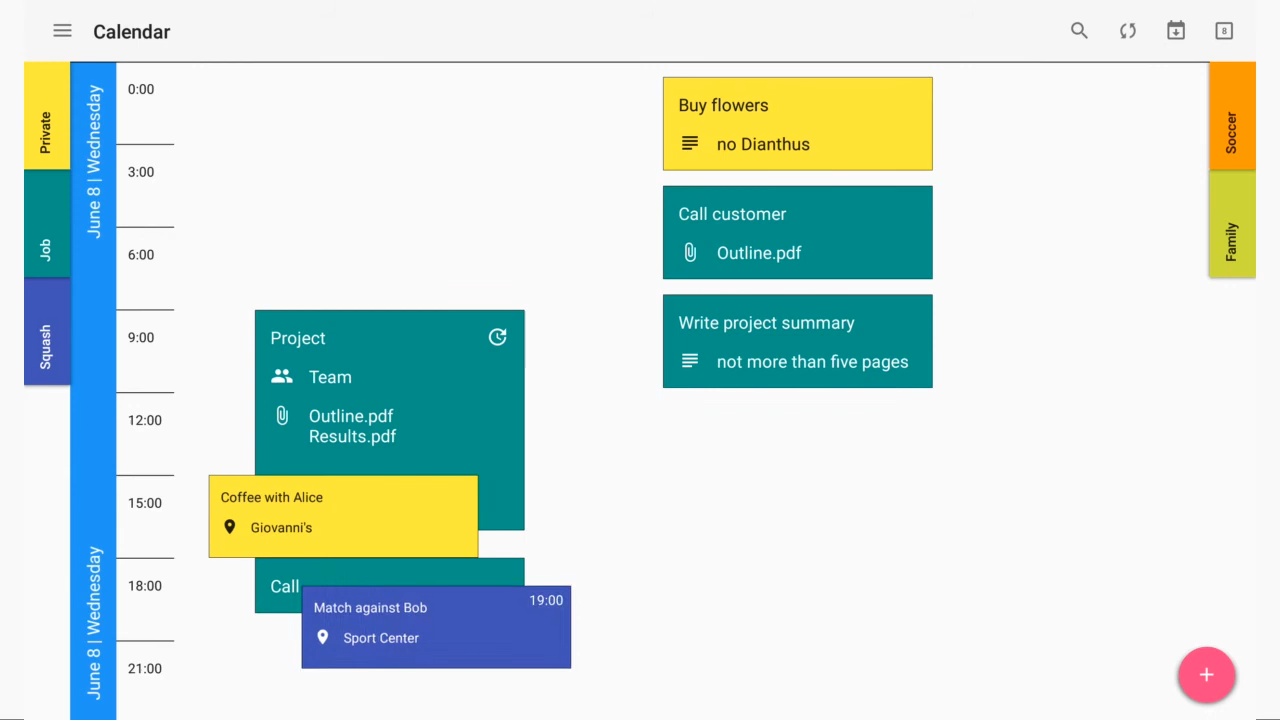 Calendar
8
Private
Job
Squash
June 8 | Wednesday
June 8 | Wednesday
0:00
3:00
6:00
9:00
12:00
15:00
18:00
21:00
Project
Team
Outline.pdf
Results.pdf
Coffee with Alice
Giovanni's
Call
Match against Bob
19:00
Sport Center
Buy flowers
no Dianthus
Call customer
Outline.pdf
Write project summary
not more than five pages
Soccer
Family